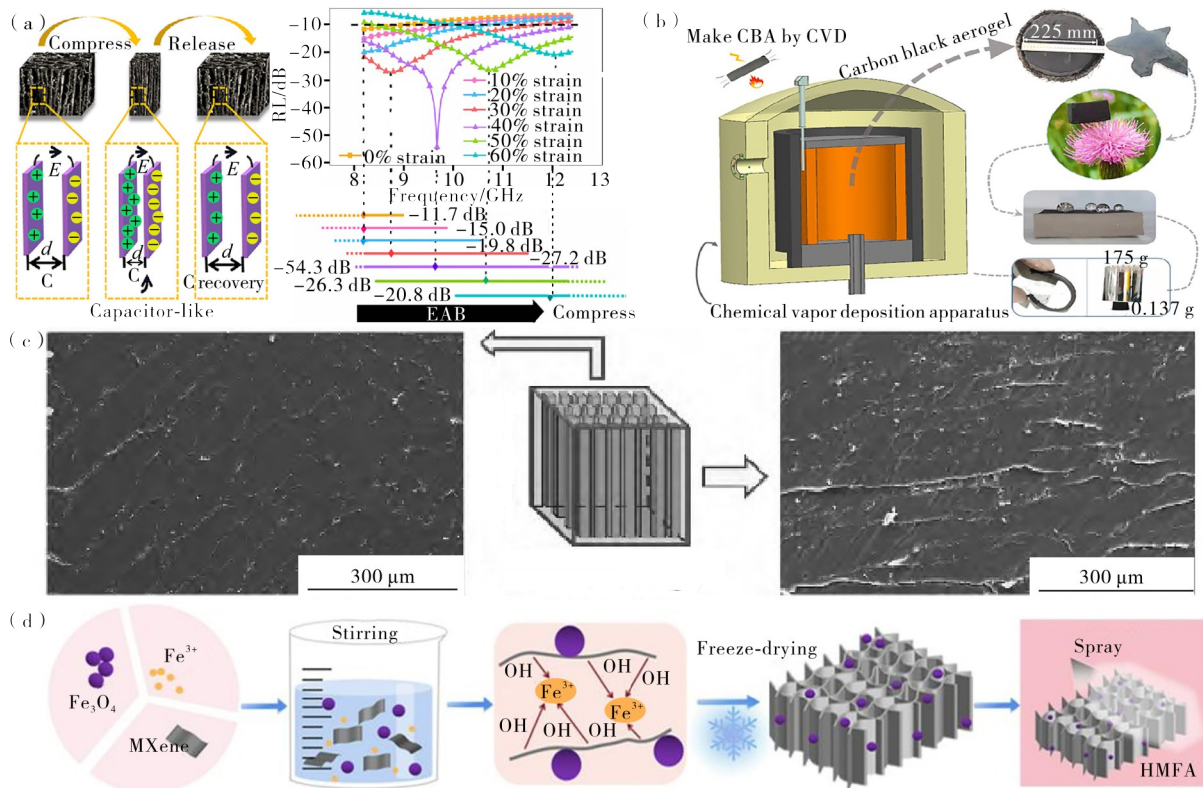 (a)
Compress
Release
E
E
E
d
d
d
C
C
C recovery
Capacitor-like
RL/dB
-10
-20
-30
-40
-50
-60
10% strain
20% strain
30% strain
40% strain
50% strain
0% strain
60% strain
8
9
10
11
12
13
Frequency/GHz
-11.7 dB
-15.0 dB
-19.8 dB
-27.2 dB
-54.3 dB
-26.3 dB
-20.8 dB
EAB
Compress
(b)
Make CBA by CVD
Carbon black aerogel
225 mm
175 g
0.137 g
Chemical vapor deposition apparatus
(c)
300 μm
300 μm
(d)
Fe³⁺
Fe₃O₄
MXene
Stirring
OH
OH
OH
OH
Fe³⁺
Fe³⁺
OH
OH
OH
Freeze-drying
Spray
HMFA